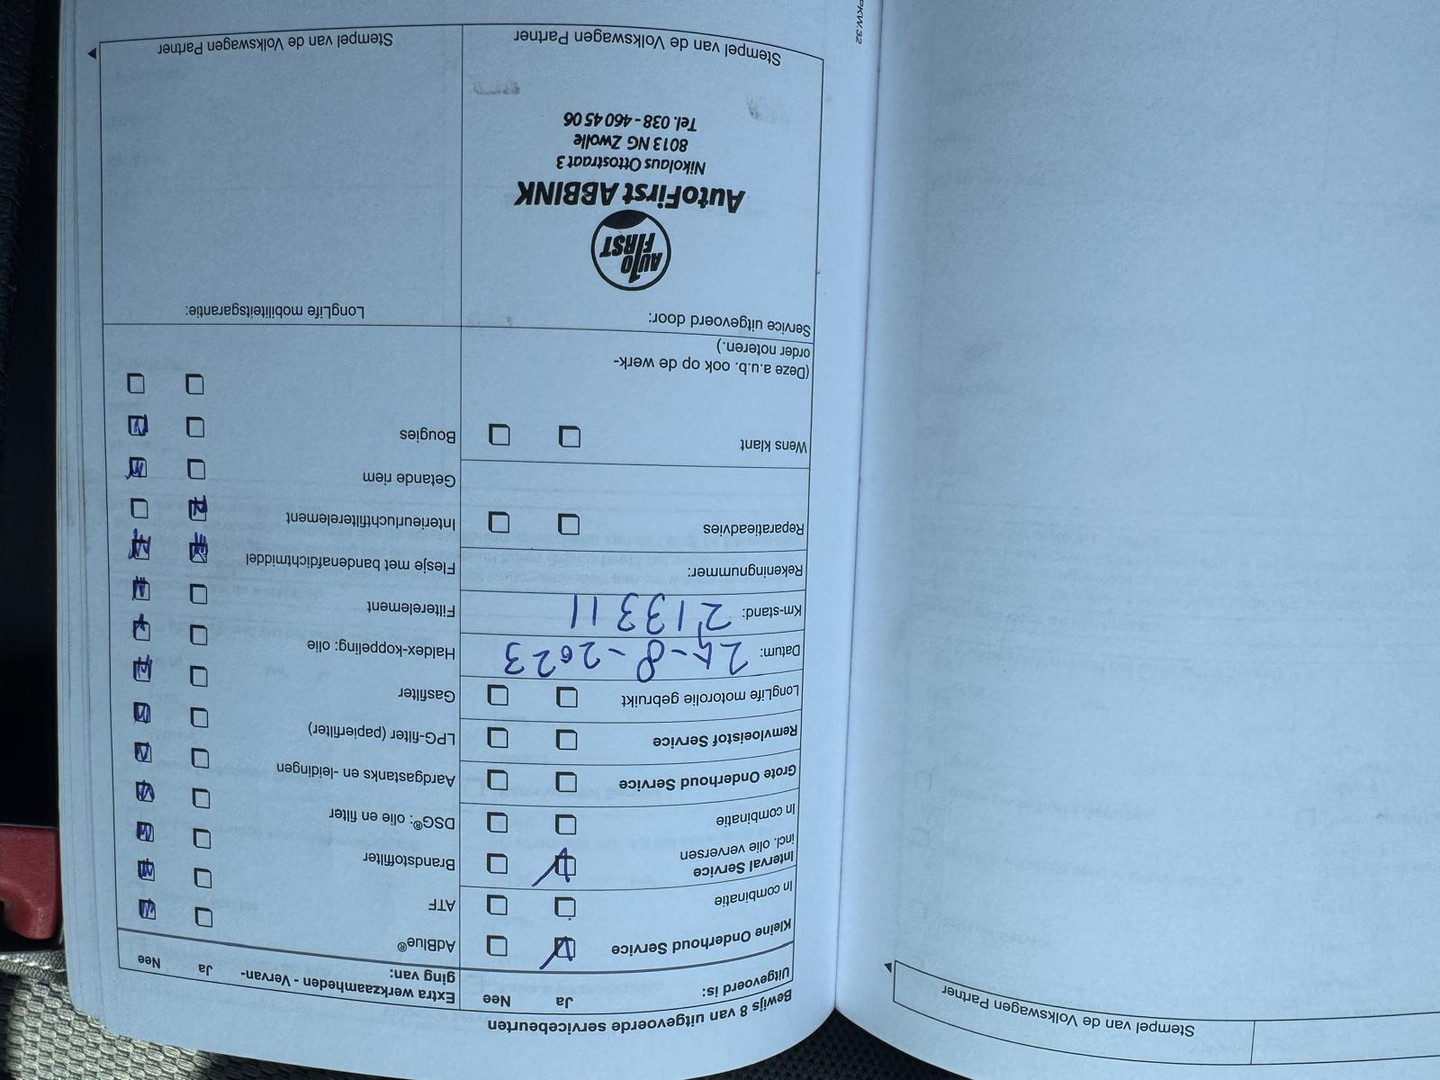 Bewijs 8 van uitgevoerde servicebeurten
Uitgevoerd is:
Ja
Nee
Kleine Onderhoud Service
In combinatie
Interval Service
incl. olie verversen
In combinatie
Grote Onderhoud Service
Remvloeistof Service
LongLife motorolie gebruikt
Datum:
-8-2023
Km-stand: 213311
Rekeningnummer:
Reparatieadvies
Wens klant
(Deze a.u.b. ook op de werk-
order noteren.)
Service uitgevoerd door:
AUTO
FIRST
AutoFirst ABBINK
Nikolaus Ottostraat 3
8013 NG Zwolle
Tel. 038 - 460 45 06
Stempel van de Volkswagen Partner
Extra werkzaamheden - Vervan-
ging van:
Ja
Nee
AdBlue®
ATF
Brandstoffilter
DSG®; olie en filter
Aardgastanks en -leidingen
LPG-filter (papierfilter)
Gasfilter
Haldex-koppeling: olie
Filterelement
Flesje met bandenafdichtmiddel
Interieurluchtfilterelement
Getande riem
Bougies
LongLife mobiliteitsgarantie:
Stempel van de Volkswagen Partner
Stempel van de Volkswagen Partner
PKW.32